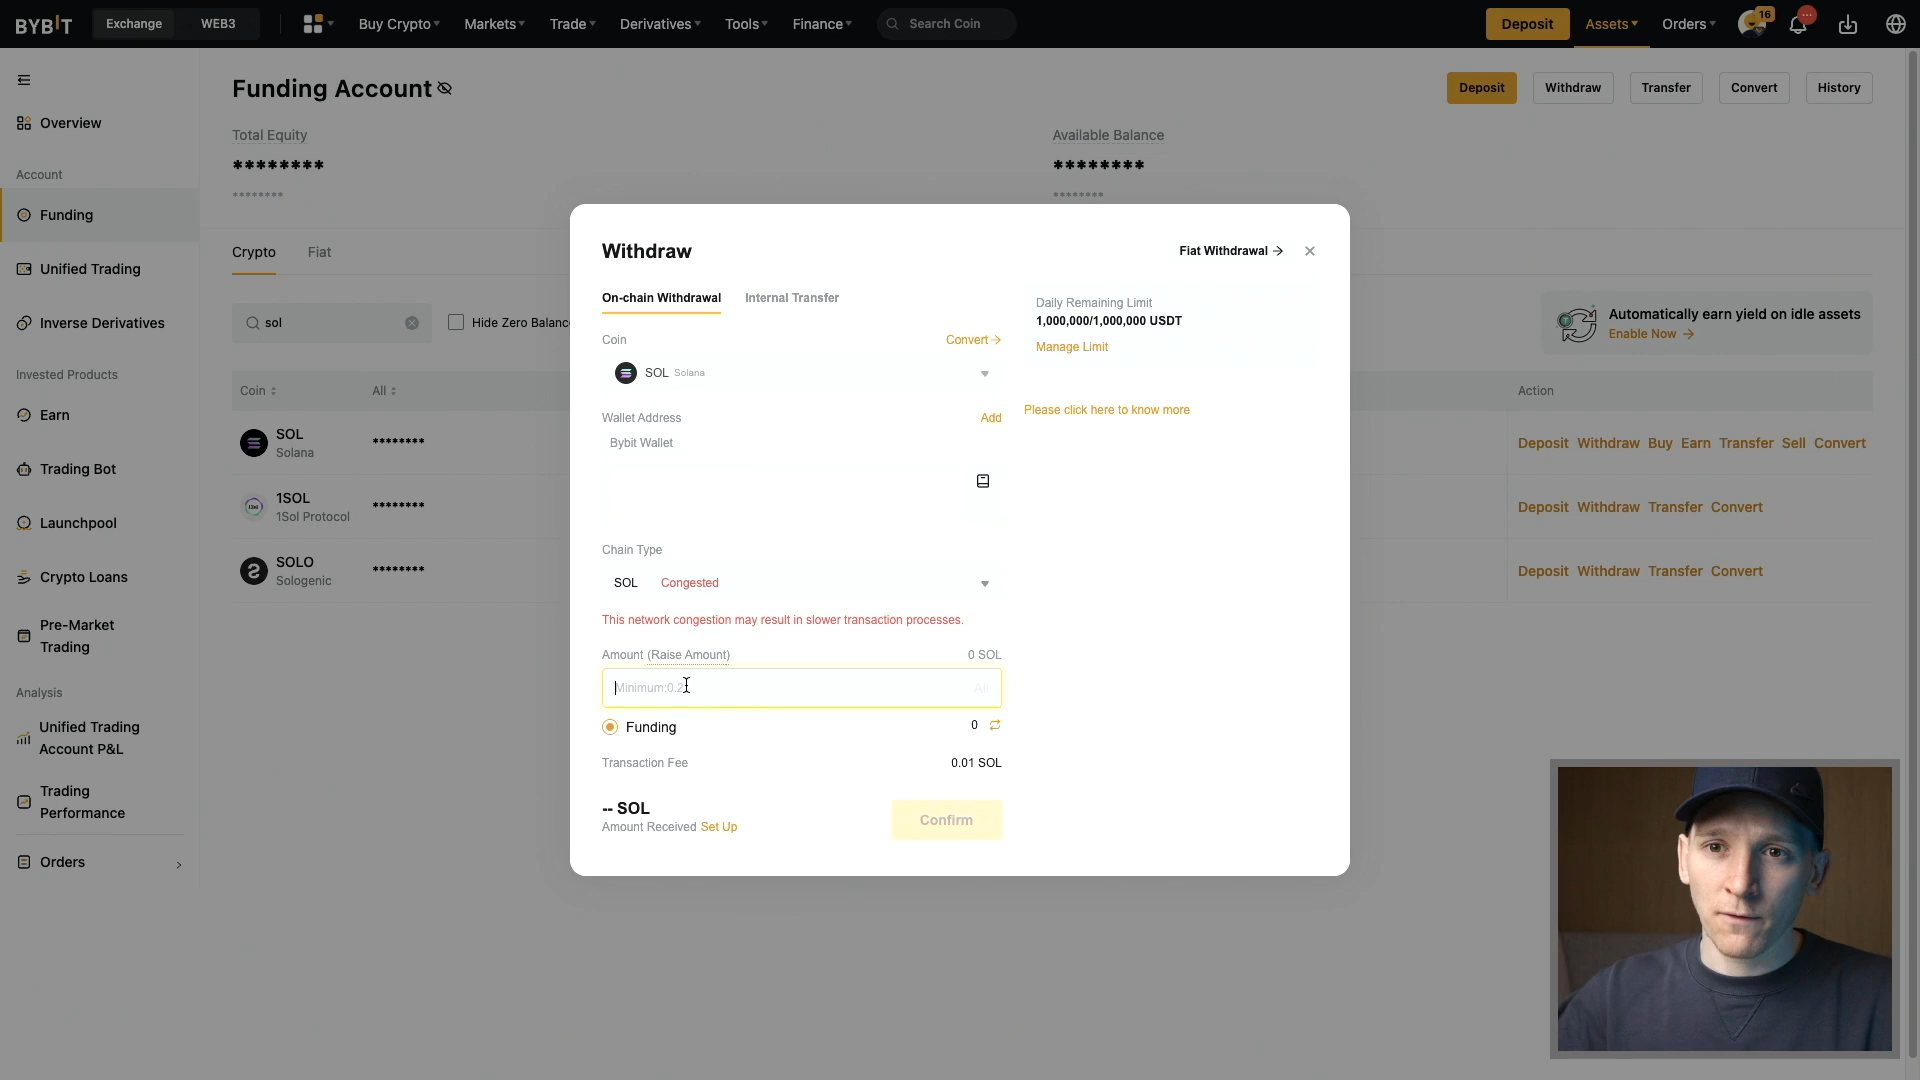 BYBIT
Exchange
WEB3
Buy Crypto
Markets
Trade
Derivatives
Tools
Finance
Search Coin
Deposit
Assets
Orders
16
Overview
Account
Funding
Unified Trading
Inverse Derivatives
Invested Products
Earn
Trading Bot
Launchpool
Crypto Loans
Pre-Market
Trading
Analysis
Unified Trading
Account P&L
Trading
Performance
Orders
Funding Account
Deposit
Withdraw
Transfer
Convert
History
Total Equity
********
********
Available Balance
********
********
Crypto
Fiat
sol
Hide Zero Balanc
Automatically earn yield on idle assets
Enable Now →
Coin
All
Action
SOL
Solana
********
Deposit Withdraw Buy Earn Transfer Sell Convert
1SOL
1Sol Protocol
********
Deposit Withdraw Transfer Convert
SOLO
Sologenic
********
Deposit Withdraw Transfer Convert
Withdraw
Fiat Withdrawal →
On-chain Withdrawal
Internal Transfer
Coin
Convert →
SOL Solana
Wallet Address
Add
Bybit Wallet
Chain Type
SOL Congested
This network congestion may result in slower transaction processes.
Amount (Raise Amount)
0 SOL
All
Funding
0
Transaction Fee
0.01 SOL
-- SOL
Amount Received Set Up
Confirm
Daily Remaining Limit
1,000,000/1,000,000 USDT
Manage Limit
Please click here to know more